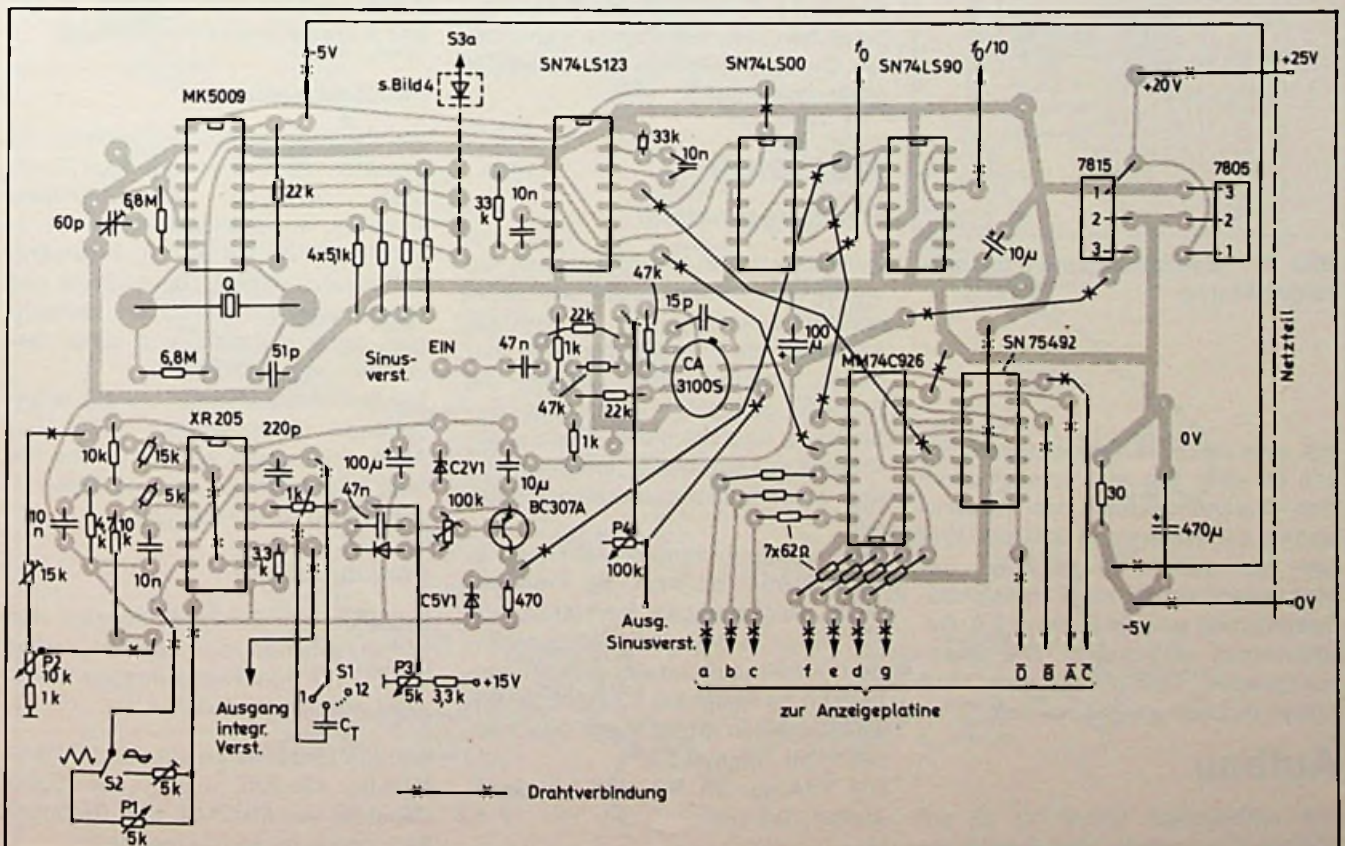 -5V
S3a
s.Bild 4
SN74LS123
SN74LS00
f0
SN74LS90
f0/10
+25V
+20V
MK5009
33k
10n
7815
7805
1
2
3
3
2
1
60p
6,8M
22k
4x5,1k
33
k
10n
10µ
Q
47k
15p
22k
100
µ
SN 75492
6,8M
51p
Sinus-
verst.
EIN
47n
1k
CA
3100S
MM74C926
Netzteil
47k
22k
XR205
220p
1k
10k
15k
100µ
C2V1
10µ
0V
5k
1k
47n
100k
BC307A
30
10
n
4,7
k
10
k
P4
100k
7x62Ω
470µ
15k
10n
3,3
k
C5V1
470
0V
-5V
Ausg.
Sinusverst.
a
b
c
f
e
d
g
D
B
A
C
P2
10k
1k
S1
1
12
P3
5k
3,3k
+15V
zur Anzeigeplatine
Ausgang
integr.
Verst.
CT
S2
5k
Drahtverbindung
P1
5k